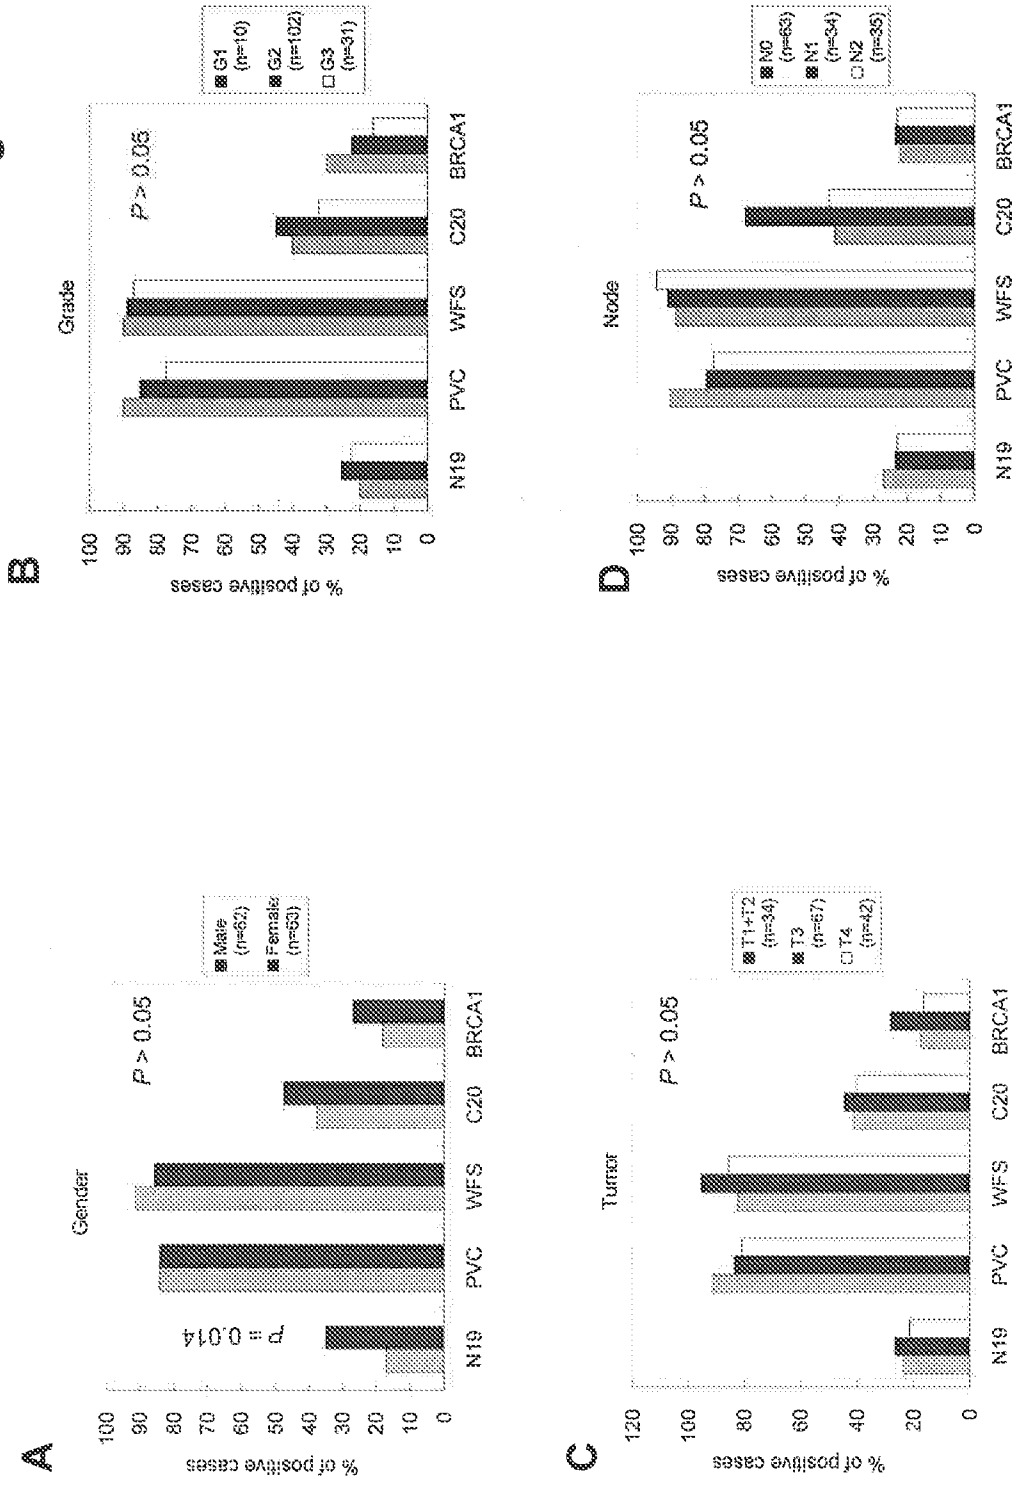 A
Gender
P > 0.05
P = 0.014
% of positive cases
100
90
80
70
60
50
40
30
20
10
0
N19 PVC WFS C20 BRCA1
Male
(n=62)
Female
(n=63)
B
Grade
P > 0.05
% of positive cases
100
90
80
70
60
50
40
30
20
10
0
N19 PVC WFS C20 BRCA1
G1
(n=10)
G2
(n=102)
G3
(n=31)
C
Tumor
P > 0.05
% of positive cases
120
100
80
60
40
20
0
N19 PVC WFS C20 BRCA1
T1+T2
(n=34)
T3
(n=67)
T4
(n=42)
D
Node
P > 0.05
% of positive cases
100
90
80
70
60
50
40
30
20
10
0
N19 PVC WFS C20 BRCA1
N0
(n=63)
N1
(n=34)
N2
(n=35)